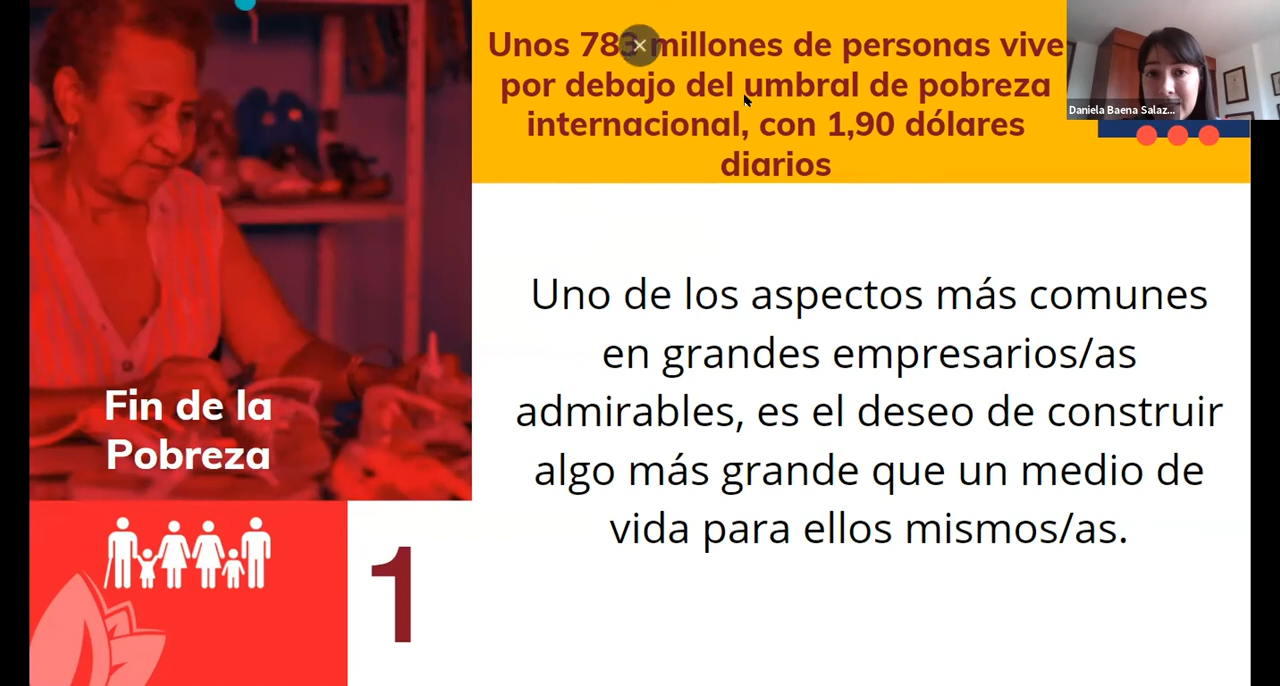 Unos 783 millones de personas vive
por debajo del umbral de pobreza
internacional, con 1,90 dólares
diarios
Daniela Baena Salaz...
Uno de los aspectos más comunes
en grandes empresarios/as
admirables, es el deseo de construir
algo más grande que un medio de
vida para ellos mismos/as.
Fin de la
Pobreza
1